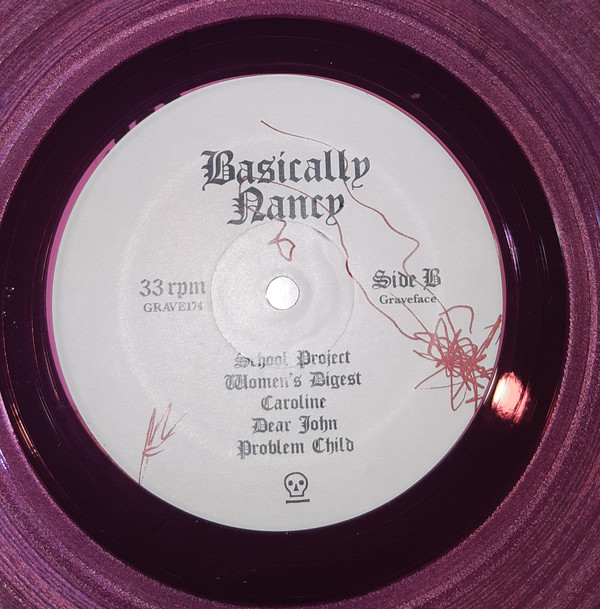 Basically
Nancy
33 rpm
GRAVE174
Side B
Graveface
School Project
Women's Digest
Caroline
Dear John
Problem Child